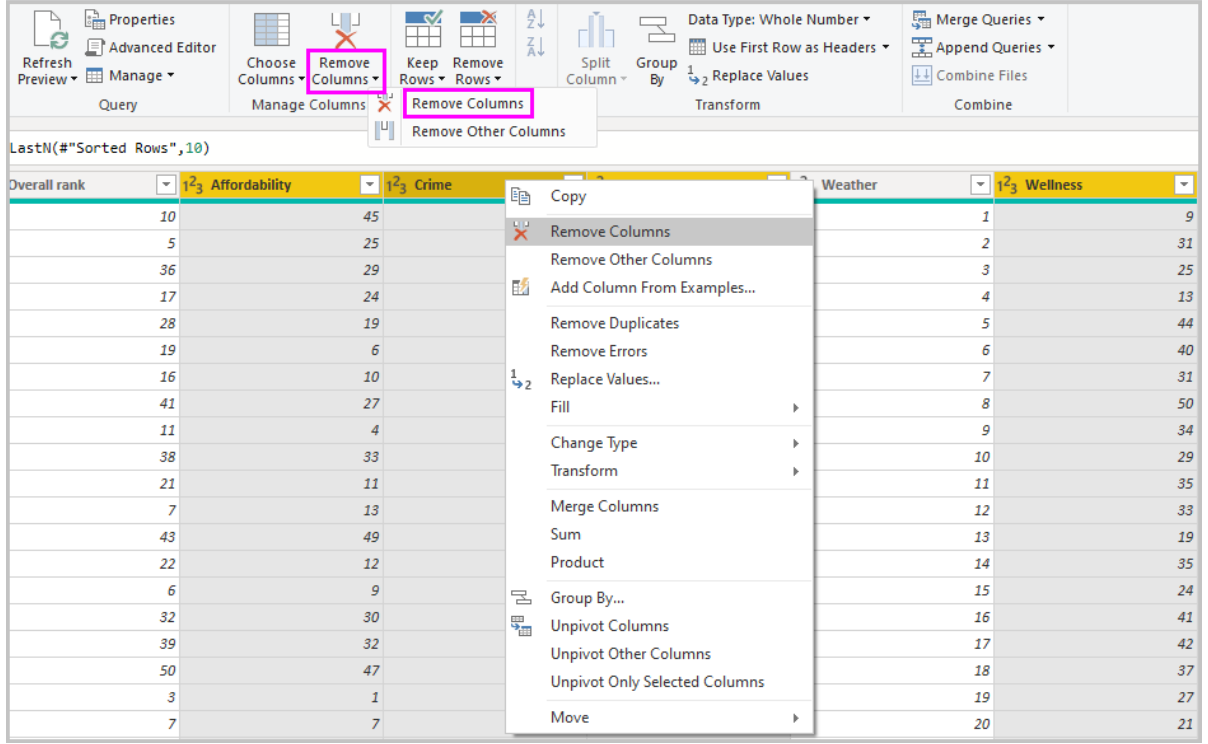 Properties
Advanced Editor
Refresh Preview
Manage
Query
Choose Columns
Remove Columns
Manage Columns
Keep Rows
Remove Rows
A Z
Z A
Split Column
Group By
Data Type: Whole Number
Use First Row as Headers
1 2 Replace Values
Transform
Merge Queries
Append Queries
Combine Files
Combine
Remove Columns
Remove Other Columns
LastN(#"Sorted Rows",10)
Overall rank 123 Affordability 123 Crime Weather 123 Wellness
10 45 1 9
5 25 2 31
36 29 3 25
17 24 4 13
28 19 5 44
19 6 6 40
16 10 7 31
41 27 8 50
11 4 9 34
38 33 10 29
21 11 11 35
7 13 12 33
43 49 13 19
22 12 14 35
6 9 15 24
32 30 16 41
39 32 17 42
50 47 18 37
3 1 19 27
7 7 20 21
Copy
Remove Columns
Remove Other Columns
Add Column From Examples...
Remove Duplicates
Remove Errors
1 2 Replace Values...
Fill
Change Type
Transform
Merge Columns
Sum
Product
Group By...
Unpivot Columns
Unpivot Other Columns
Unpivot Only Selected Columns
Move